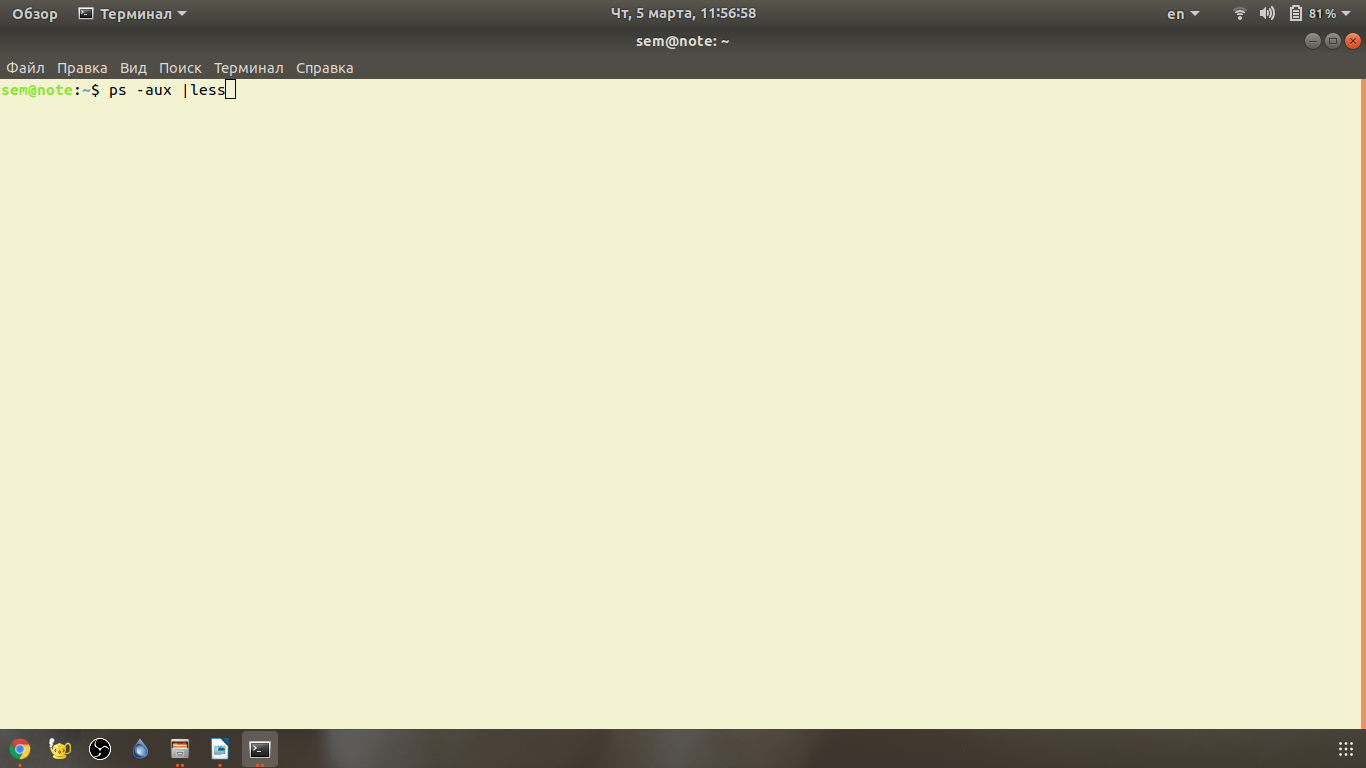 Обзор Терминал Чт, 5 марта, 11:56:58 en 81%
sem@note: ~
Файл Правка Вид Поиск Терминал Справка
sem@note:~$ ps -aux |less